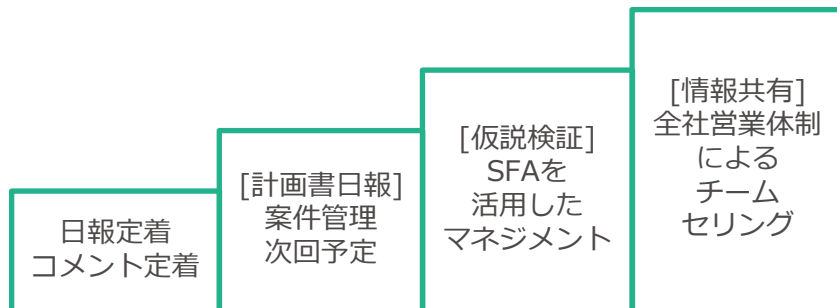 日報定着
コメント定着
[計画書日報]
案件管理
次回予定
[仮説検証]
SFAを
活用した
マネジメント
[情報共有]
全社営業体制
による
チーム
セリング